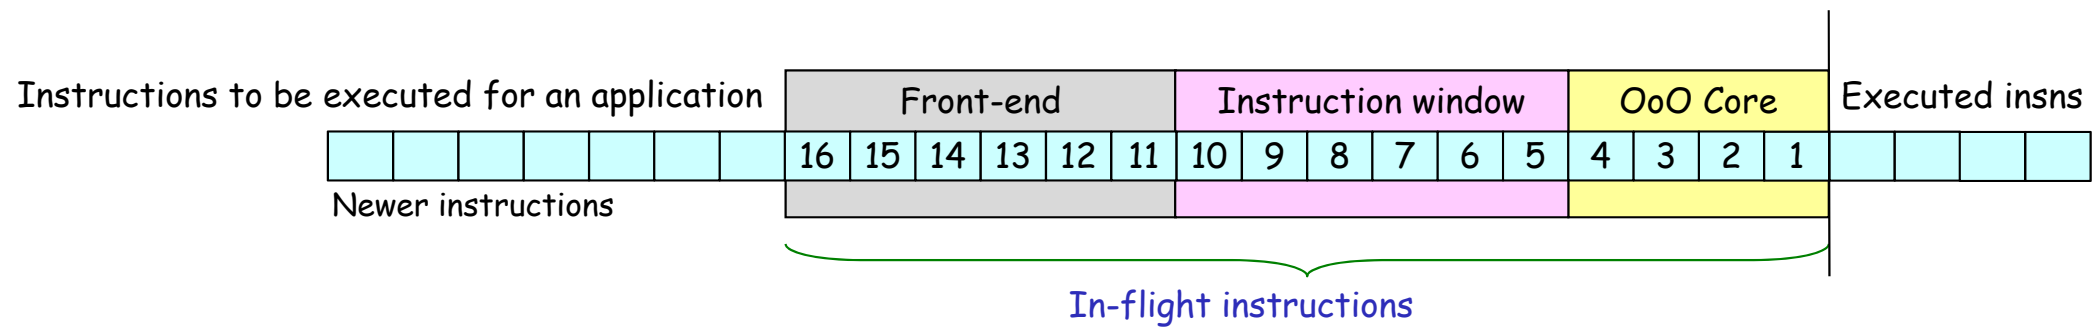 Instructions to be executed for an application
Front-end
Instruction window
OoO Core
Executed insns
16 15 14 13 12 11 10 9 8 7 6 5 4 3 2 1
Newer instructions
In-flight instructions